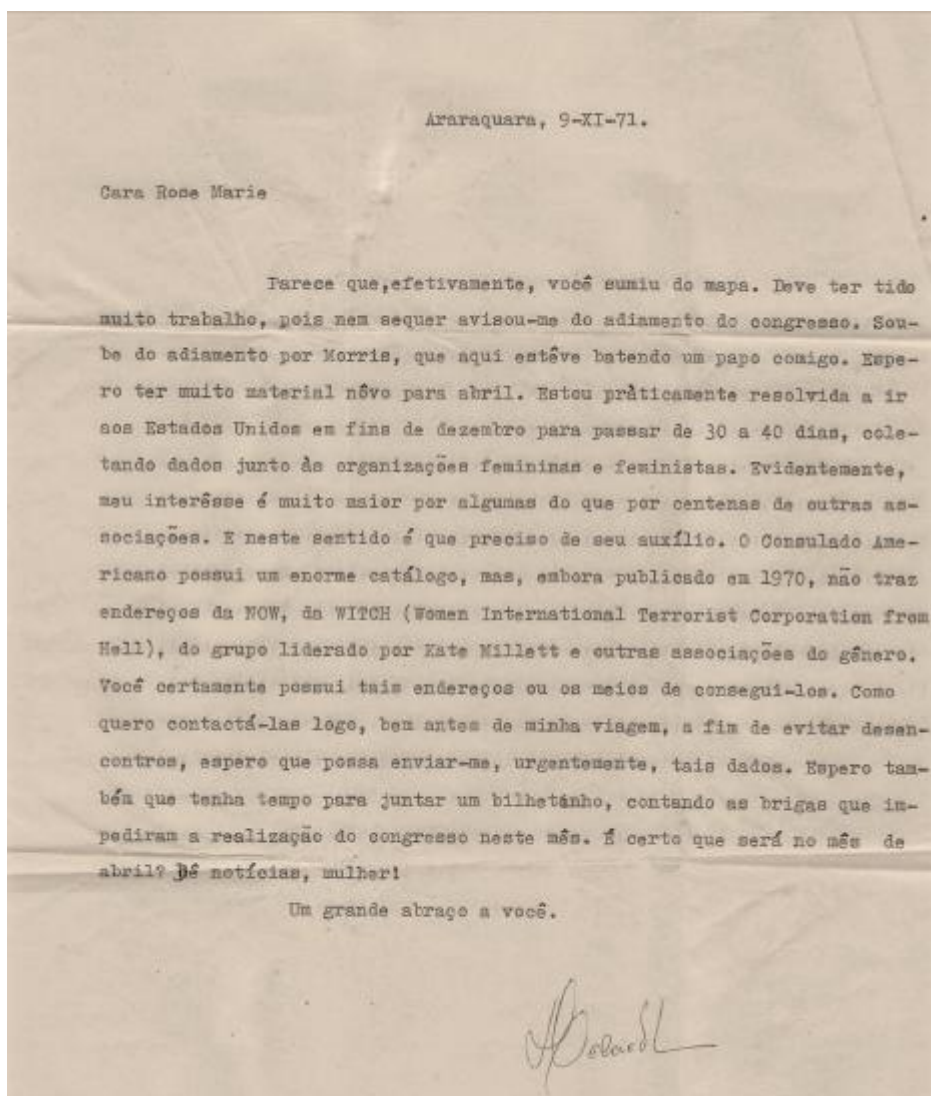 Araraquara, 9-XI-71.
Cara Rose Marie
Parece que,efetivamente, você sumiu do mapa. Deve ter tido
muito trabalho, pois nem sequer avisou-me do adiamento do congresso. Sou-
be do adiamento por Morris, que aqui estêve batendo um papo comigo. Espe-
ro ter muito material nôvo para abril. Estou pràticamente resolvida a ir
aos Estados Unidos em fins de dezembro para passar de 30 a 40 dias, cole-
tando dados junto às organizações femininas e feministas. Evidentemente,
meu interêsse é muito maior por algumas do que por centenas de outras as-
sociações. E neste sentido é que preciso de seu auxílio. O Consulado Ame-
ricano possui um enorme catálogo, mas, embora publicado em 1970, não traz
endereços da NOW, da WITCH (Women International Terrorist Corporation from
Hell), do grupo liderado por Kate Millett e outras associações do gênero.
Você certamente possui tais endereços ou os meios de consegui-los. Como
quero contactá-las logo, bem antes de minha viagem, a fim de evitar desen-
contros, espero que possa enviar-me, urgentemente, tais dados. Espero tam-
bém que tenha tempo para juntar um bilhetinho, contando as brigas que im-
pediram a realização do congresso neste mês. É certo que será no mês de
abril? Dê notícias, mulher!
Um grande abraço a você.